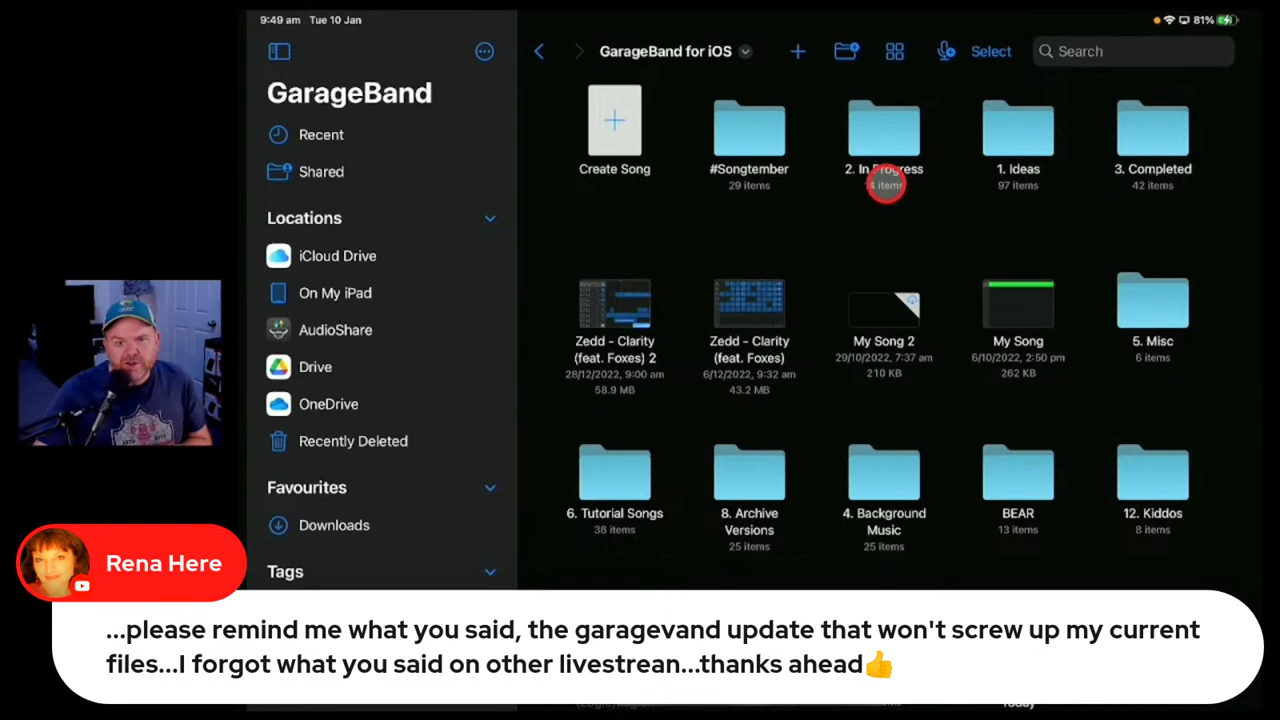 9:49 am Tue 10 Jan
81%
GarageBand
Recent
Shared
Locations
iCloud Drive
On My iPad
AudioShare
Drive
OneDrive
Recently Deleted
Favourites
Downloads
Tags
GarageBand for iOS
Select
Search
Create Song
#Songtember
29 items
2. In Progress
14 items
1. Ideas
97 items
3. Completed
42 items
Zedd - Clarity
(feat. Foxes) 2
28/12/2022, 9:00 am
58.9 MB
Zedd - Clarity
(feat. Foxes)
6/12/2022, 9:32 am
43.2 MB
My Song 2
29/10/2022, 7:37 am
210 KB
My Song
6/10/2022, 2:50 pm
262 KB
5. Misc
6 items
6. Tutorial Songs
38 items
8. Archive
Versions
25 items
4. Background
Music
25 items
BEAR
13 items
12. Kiddos
8 items
Rena Here
...please remind me what you said, the garagevand update that won't screw up my current
files...I forgot what you said on other livestrean...thanks ahead👍